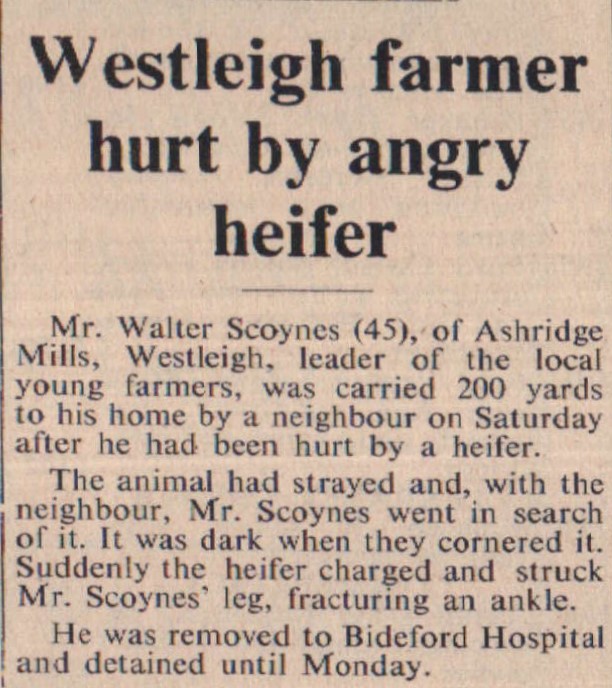 Westleigh farmer
hurt by angry
heifer
Mr. Walter Scoynes (45), of Ashridge
Mills, Westleigh, leader of the local
young farmers, was carried 200 yards
to his home by a neighbour on Saturday
after he had been hurt by a heifer.
The animal had strayed and, with the
neighbour, Mr. Scoynes went in search
of it. It was dark when they cornered it.
Suddenly the heifer charged and struck
Mr. Scoynes' leg, fracturing an ankle.
He was removed to Bideford Hospital
and detained until Monday.